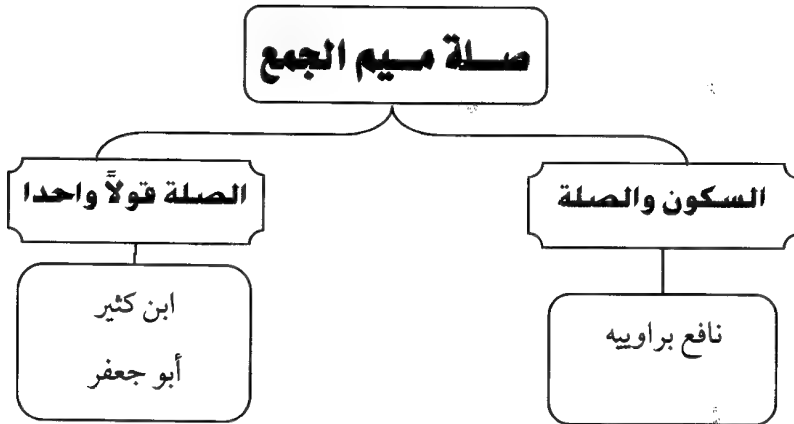 صلة ميم الجمع
السكون والصلة
نافع براوييه
الصلة قولاً واحدا
ابن كثير
أبو جعفر